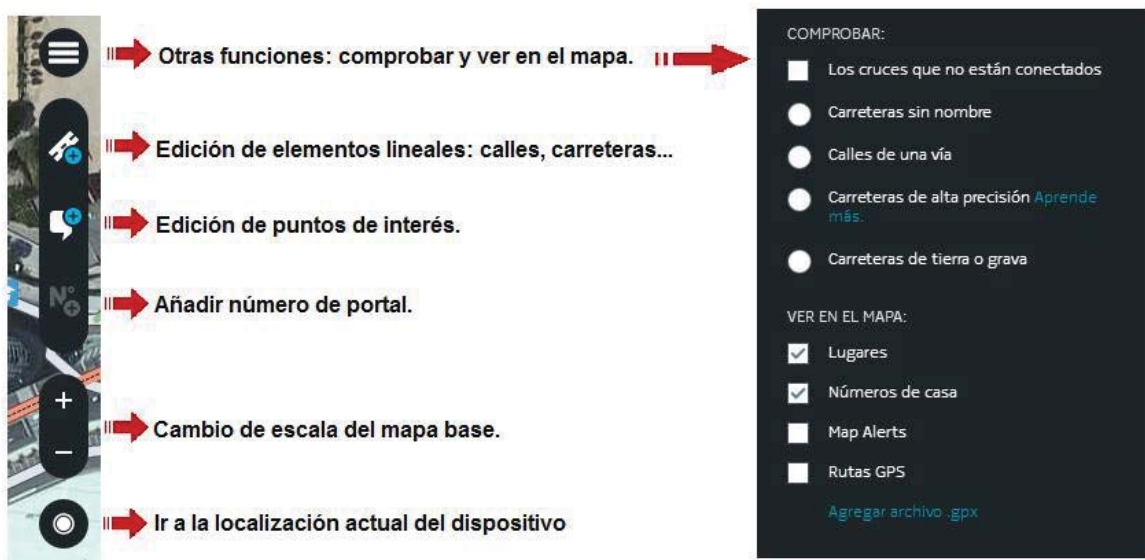 Otras funciones: comprobar y ver en el mapa.
Edición de elementos lineales: calles, carreteras...
Edición de puntos de interés.
Nº
Añadir número de portal.
+
Cambio de escala del mapa base.
−
Ir a la localización actual del dispositivo
COMPROBAR:
Los cruces que no están conectados
Carreteras sin nombre
Calles de una vía
Carreteras de alta precisión Aprende
más.
Carreteras de tierra o grava
VER EN EL MAPA:
Lugares
Números de casa
Map Alerts
Rutas GPS
Agregar archivo .gpx